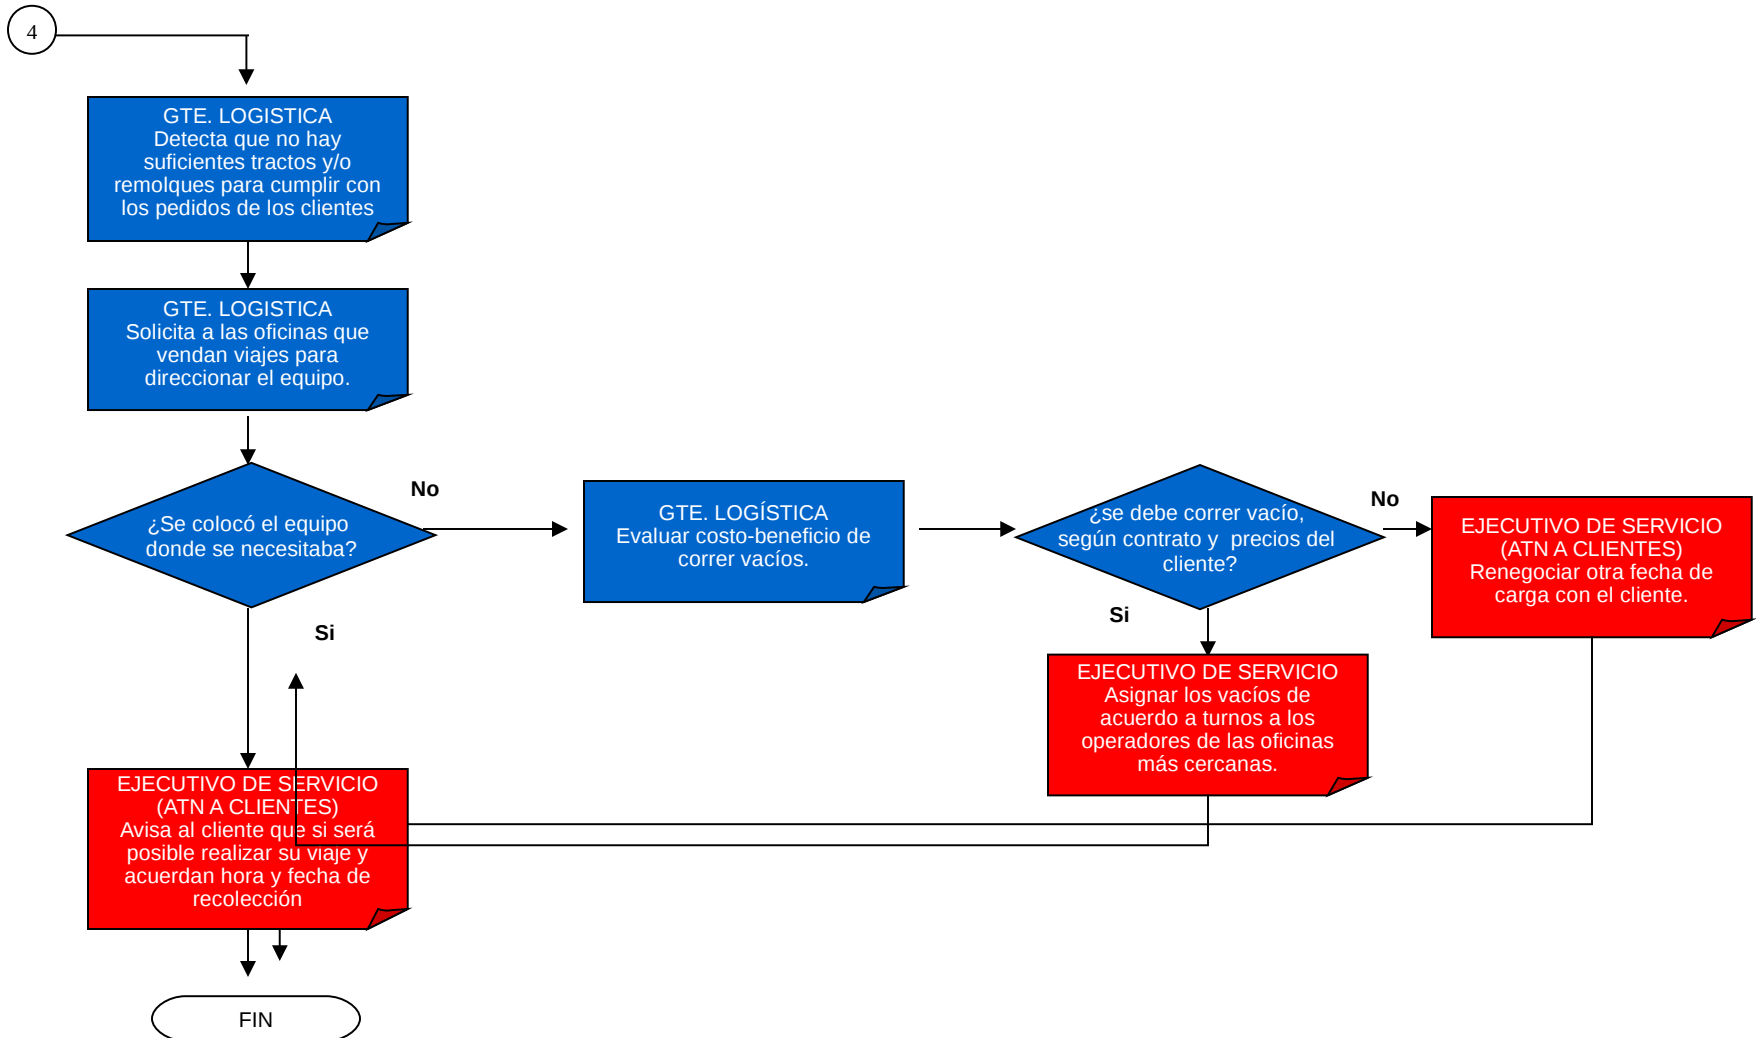 4
GTE. LOGISTICA
Detecta que no hay
suficientes tractos y/o
remolques para cumplir con
los pedidos de los clientes
GTE. LOGISTICA
Solicita a las oficinas que
vendan viajes para
direccionar el equipo.
¿Se colocó el equipo
donde se necesitaba?
No
Si
GTE. LOGÍSTICA
Evaluar costo-beneficio de
correr vacíos.
¿se debe correr vacío,
según contrato y  precios del
cliente?
No
Si
EJECUTIVO DE SERVICIO
(ATN A CLIENTES)
Renegociar otra fecha de
carga con el cliente.
EJECUTIVO DE SERVICIO
Asignar los vacíos de
acuerdo a turnos a los
operadores de las oficinas
más cercanas.
EJECUTIVO DE SERVICIO
(ATN A CLIENTES)
Avisa al cliente que si será
posible realizar su viaje y
acuerdan hora y fecha de
recolección
FIN